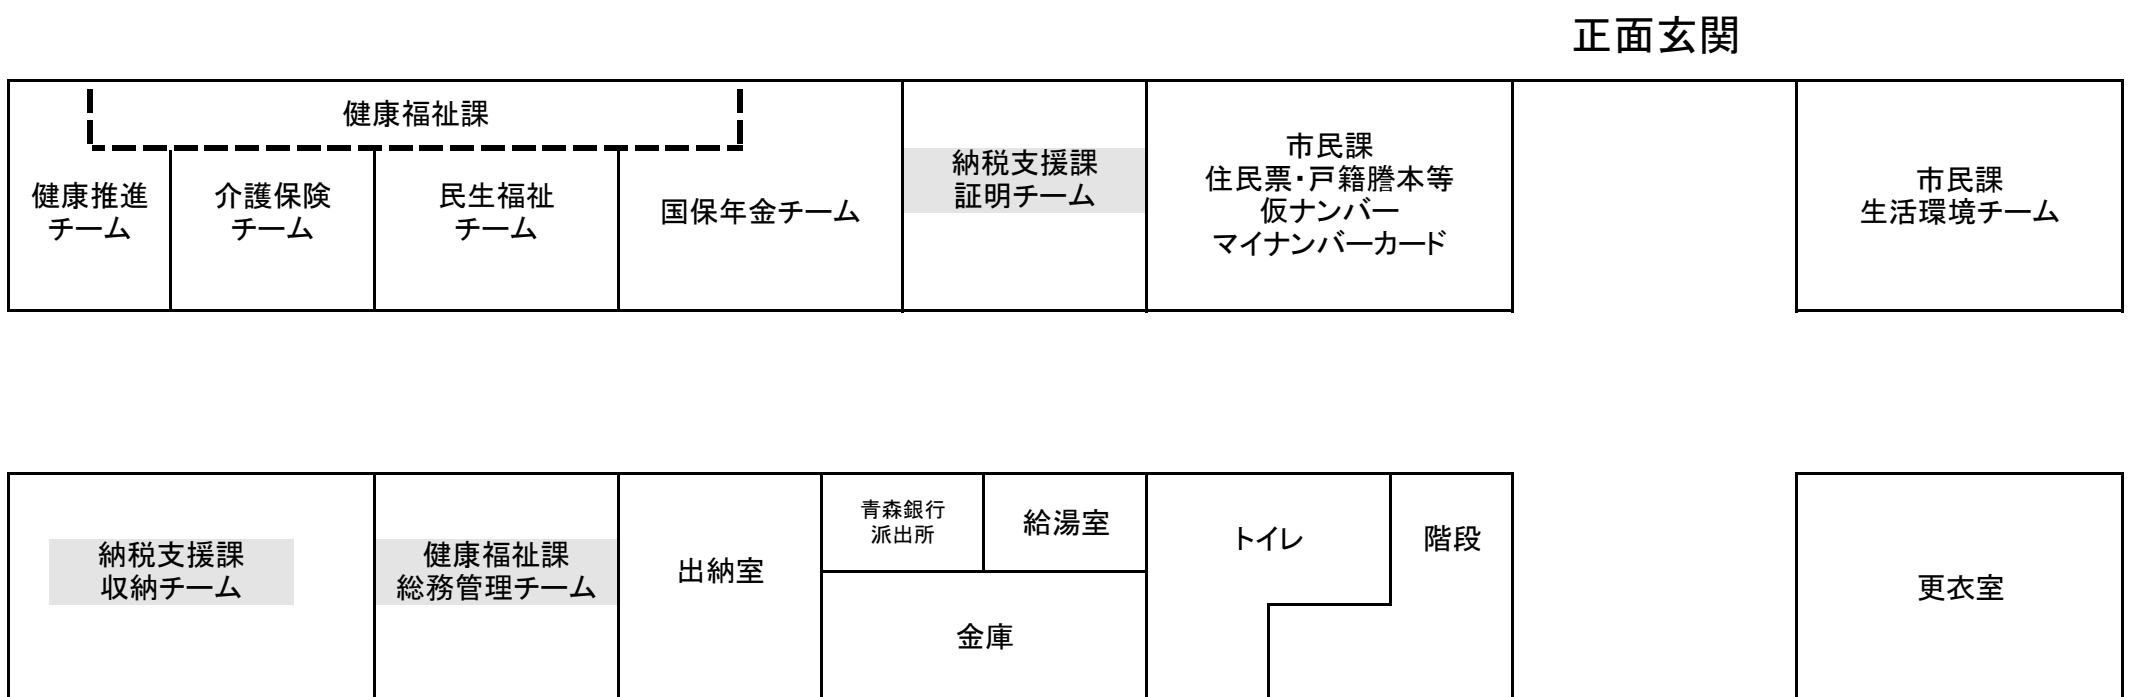 正面玄関
健康福祉課
健康推進
チーム
介護保険
チーム
民生福祉
チーム
国保年金チーム
納税支援課
証明チーム
市民課
住民票・戸籍謄本等
仮ナンバー
マイナンバーカード
市民課
生活環境チーム
納税支援課
収納チーム
健康福祉課
総務管理チーム
出納室
青森銀行
派出所
給湯室
金庫
トイレ
階段
更衣室